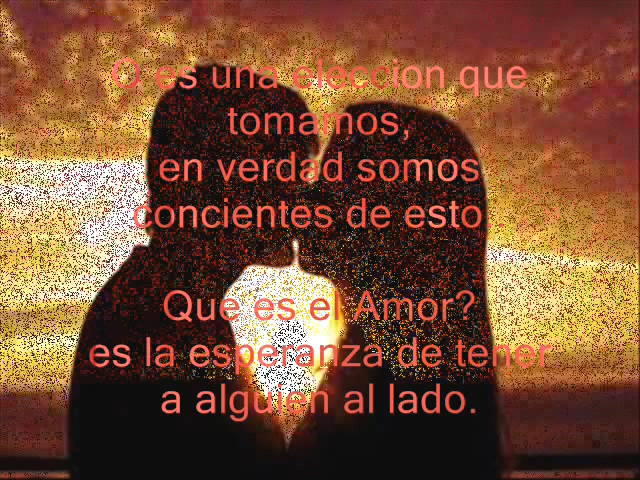 O es una eleccion que
tomamos,
en verdad somos
concientes de esto
Que es el Amor?
es la esperanza de tener
a alguien al lado.